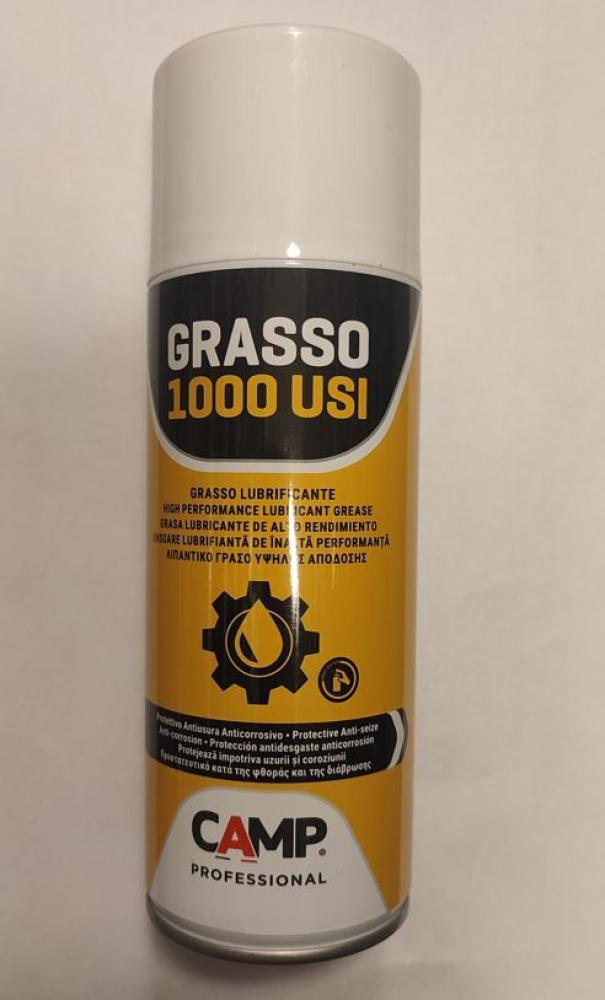 GRASSO
1000 USI
GRASSO LUBRIFICANTE
HIGH PERFORMANCE LUBRICANT GREASE
GRASA LUBRICANTE DE ALTO RENDIMIENTO
LUBRIFIANTĂ DE ÎNALTĂ PERFORMANȚĂ
ΛΙΠΑΝΤΙΚΟ ΓΡΑΣΟ ΥΨΗΛΗΣ ΑΠΟΔΟΣΗΣ
Protettivo Antiusura Anticorrosivo • Protective Anti-seize
Anti-corrosion • Protección antidesgaste anticorrosión
Protejează împotriva uzurii și coroziunii
Προστατευτικό κατά της φθοράς και της διάβρωσης
CAMP®
PROFESSIONAL